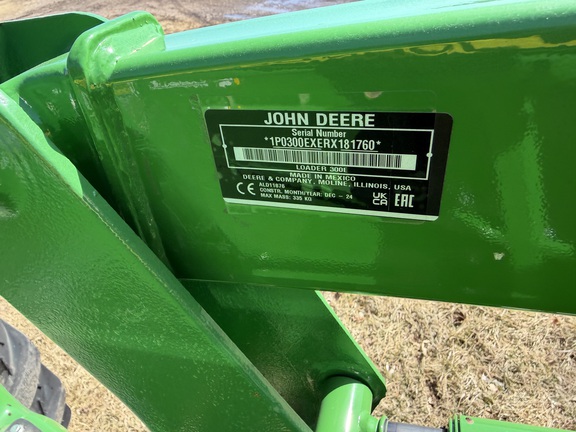 JOHN DEERE
Serial Number
*1P0300EXERX181760*
LOADER 300E
MADE IN MEXICO
DEERE & COMPANY, MOLINE, ILLINOIS, USA
CE ALD11976 UK CA EAC
CONSTR. MONTH/YEAR: DEC - 24
MAX MASS: 335 KG